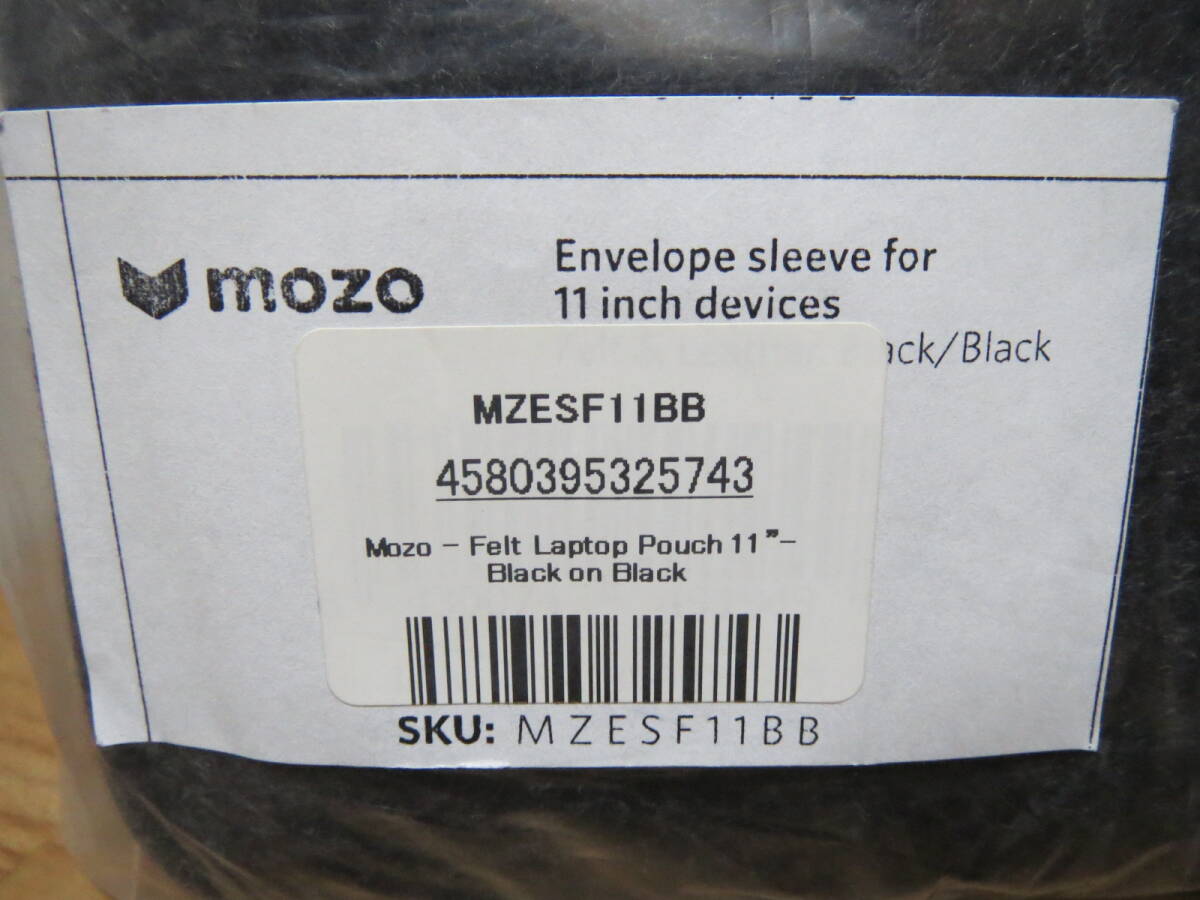 mozo
Envelope sleeve for
11 inch devices
ack/Black
MZESF11BB
4580395325743
Mozo - Felt Laptop Pouch 11”-
Black on Black
SKU: MZESF11BB